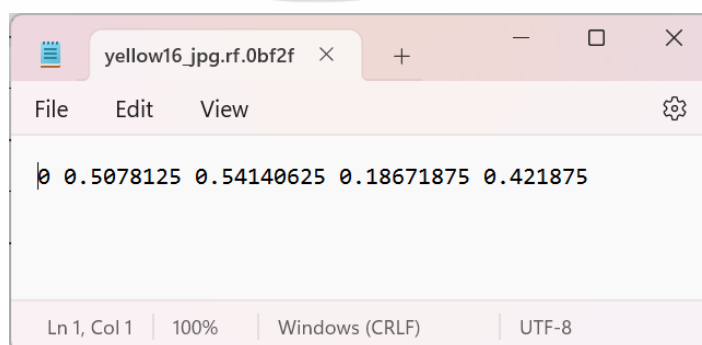 yellow16_jpg.rf.0bf2f
File Edit View
0 0.5078125 0.54140625 0.18671875 0.421875
Ln 1, Col 1 100% Windows (CRLF) UTF-8